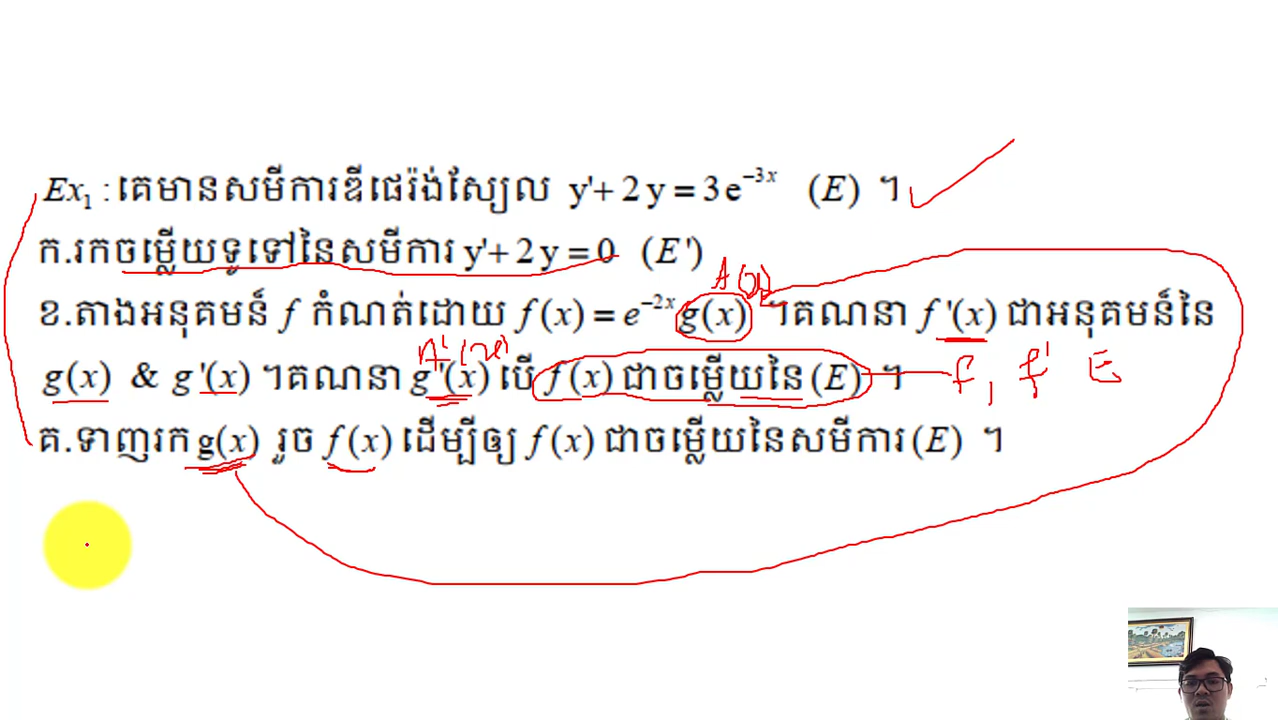 Ex₁ : គេមានសមីការឌីផេរ៉ង់ស្យែល y'+ 2y = 3e⁻³ˣ (E) ។
ក.រកចម្លើយទូទៅនៃសមីការ y'+ 2y = 0 (E')
A(x)
ខ.តាងអនុគមន៍ f កំណត់ដោយ f(x) = e⁻²ˣg(x) ។គណនា f '(x) ជាអនុគមន៍នៃ
A'(x)
g(x) & g'(x) ។គណនា g'(x) បើ f(x) ជាចម្លើយនៃ (E) ។ f, f' E
គ.ទាញរក g(x) រួច f(x) ដើម្បីឲ្យ f(x) ជាចម្លើយនៃសមីការ (E) ។